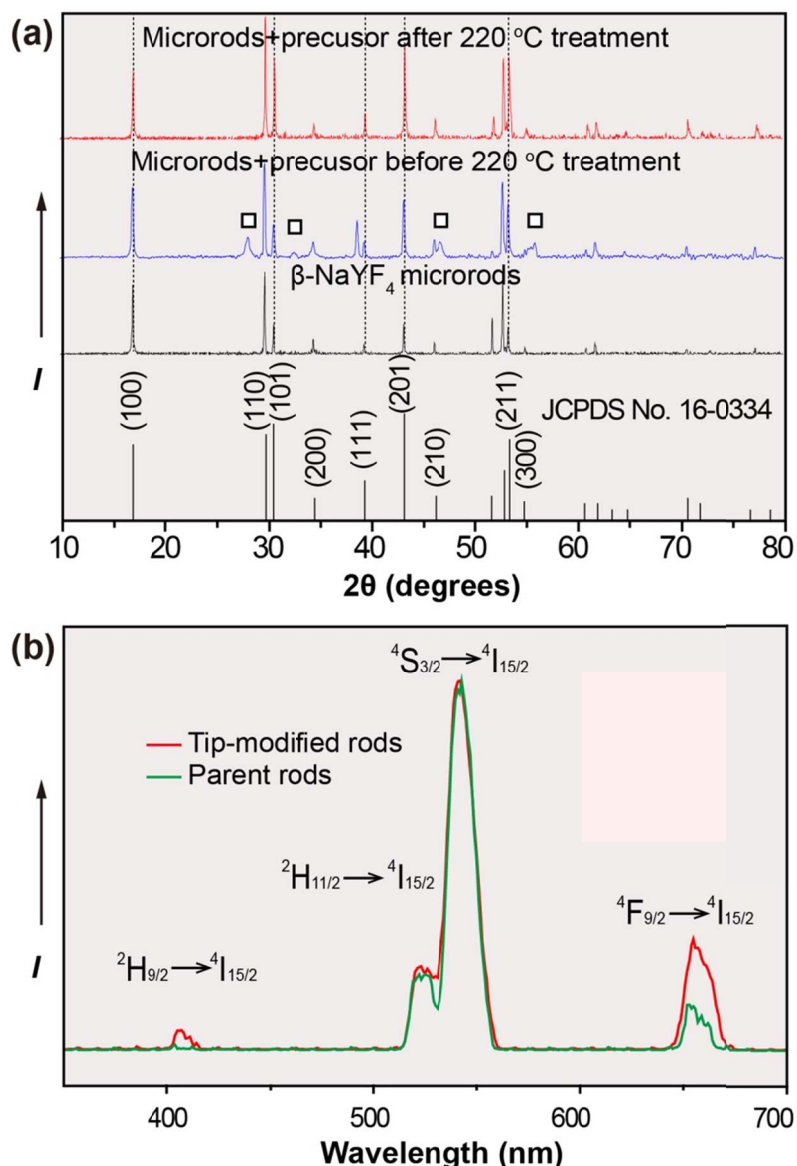 (a)
Microrods+precusor after 220 °C treatment
Microrods+precusor before 220 °C treatment
β-NaYF4 microrods
I
(100)
(110)
(101)
(200)
(111)
(201)
(210)
(211)
(300)
JCPDS No. 16-0334
10 20 30 40 50 60 70 80
2θ (degrees)
(b)
4S3/2→4I15/2
Tip-modified rods
Parent rods
2H11/2→4I15/2
4F9/2→4I15/2
2H9/2→4I15/2
I
400 500 600 700
Wavelength (nm)